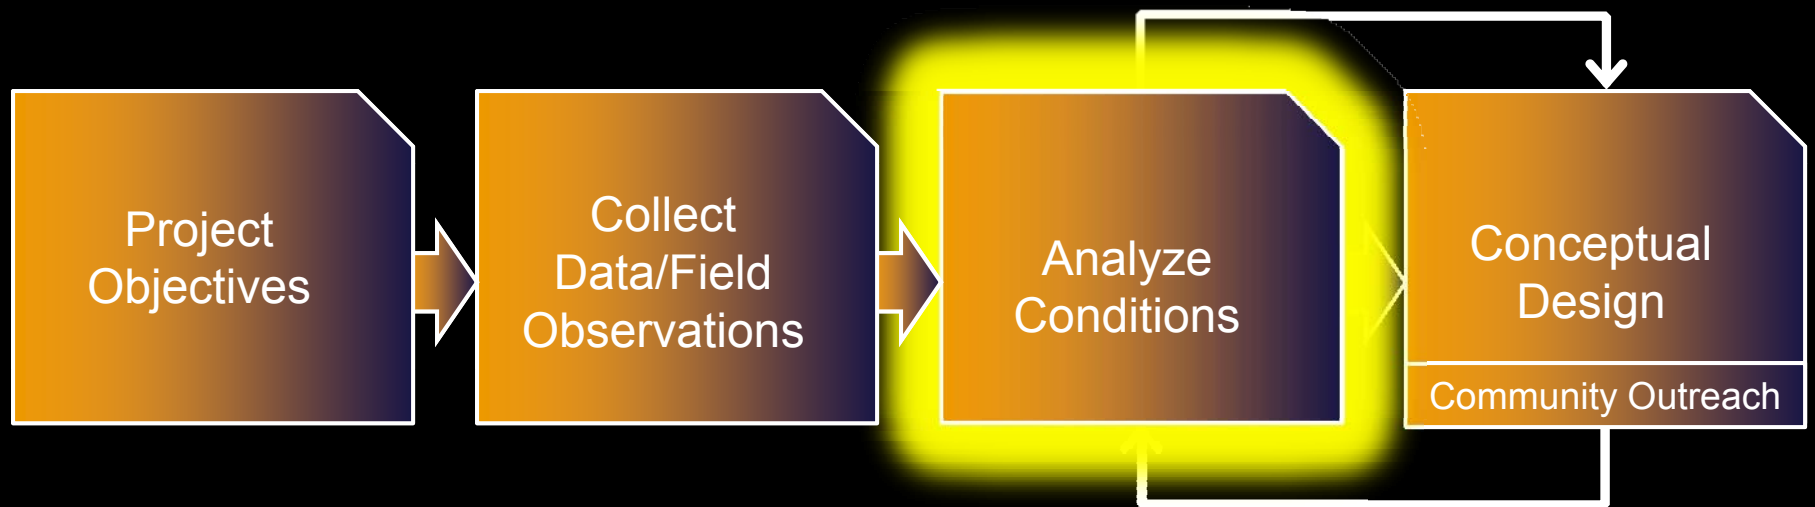 Project
Objectives
Collect
Data/Field
Observations
Analyze
Conditions
Conceptual
Design
Community Outreach